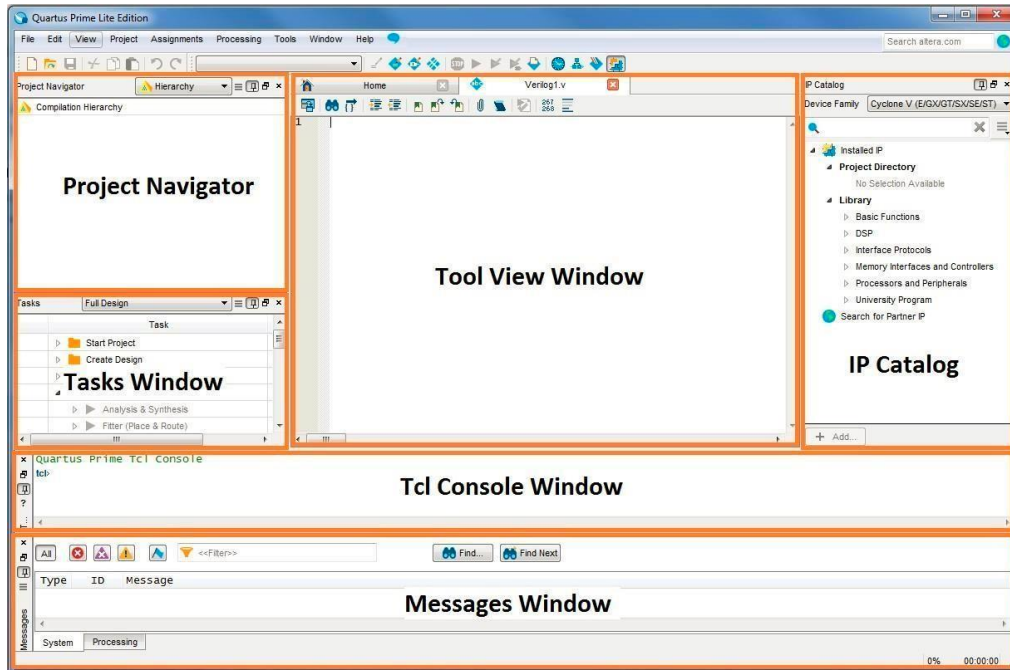 Quartus Prime Lite Edition
File Edit View Project Assignments Processing Tools Window Help
Search altera.com
Project Navigator Hierarchy
Compilation Hierarchy
Project Navigator
Tasks Full Design
Task
Start Project
Create Design
Tasks Window
Analysis & Synthesis
Fitter (Place & Route)
Home Verilog1.v
267
268
1
Tool View Window
IP Catalog
Device Family Cyclone V (E/GX/GT/SX/SE/ST)
Installed IP
Project Directory
No Selection Available
Library
Basic Functions
DSP
Interface Protocols
Memory Interfaces and Controllers
Processors and Peripherals
University Program
Search for Partner IP
IP Catalog
+ Add...
Quartus Prime Tcl Console
tcl>
Tcl Console Window
All <<Filter>> Find... Find Next
Type ID Message
Messages Window
Messages
System Processing
0% 00:00:00